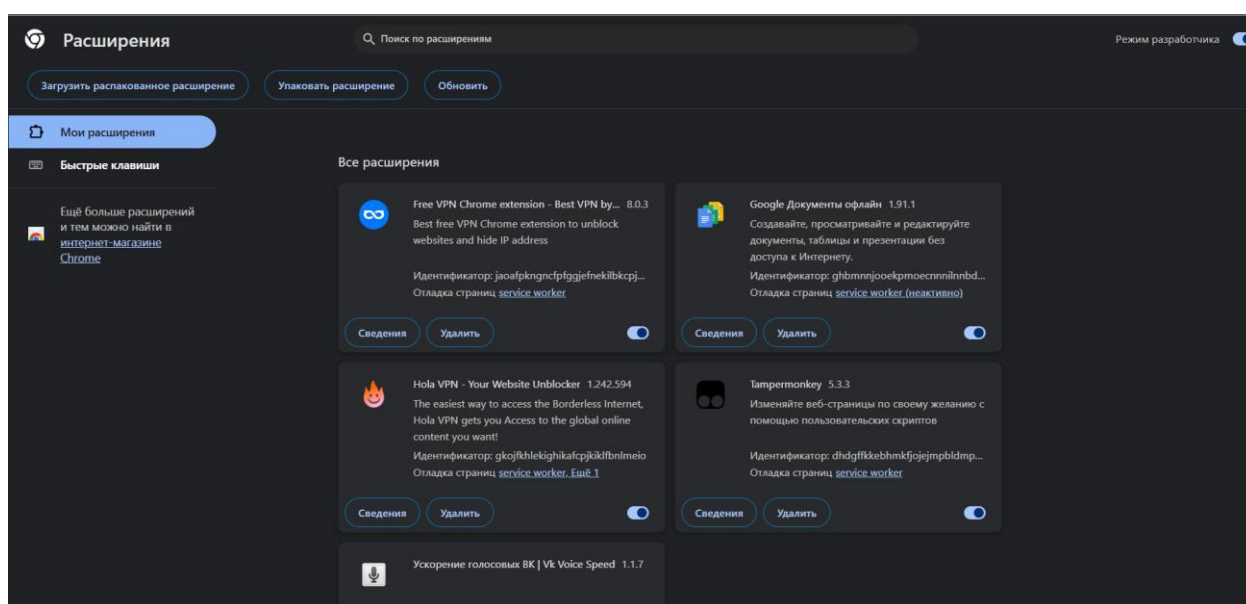 Расширения
Поиск по расширениям
Режим разработчика
Загрузить распакованное расширение
Упаковать расширение
Обновить
Мои расширения
Быстрые клавиши
Ещё больше расширений
и тем можно найти в
интернет-магазине
Chrome
Все расширения
Free VPN Chrome extension - Best VPN by... 8.0.3
Best free VPN Chrome extension to unblock
websites and hide IP address
Идентификатор: jaoafpkngncfpfggjefnekilbkcpj...
Отладка страниц service worker
Сведения
Удалить
Google Документы офлайн 1.91.1
Создавайте, просматривайте и редактируйте
документы, таблицы и презентации без
доступа к Интернету.
Идентификатор: ghbmnnjooekpmoecnnnilnnbd...
Отладка страниц service worker (неактивно)
Сведения
Удалить
Hola VPN - Your Website Unblocker 1.242.594
The easiest way to access the Borderless Internet,
Hola VPN gets you Access to the global online
content you want!
Идентификатор: gkojfkhlekighikafcpjkiklfbnlmeio
Отладка страниц service worker, Ещё 1
Сведения
Удалить
Tampermonkey 5.3.3
Изменяйте веб-страницы по своему желанию с
помощью пользовательских скриптов
Идентификатор: dhdgffkkebhmkfjojejmpbldmp...
Отладка страниц service worker
Сведения
Удалить
Ускорение голосовых ВК | Vk Voice Speed 1.1.7